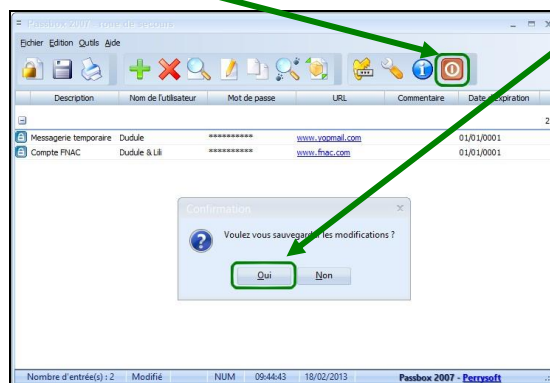 Passbox 2007
Fichier Edition Outils Aide
Description Nom de l'utilisateur Mot de passe URL Commentaire Date d'expiration
2
Messagerie temporaire Dudule ********** www.yopmail.com 01/01/0001
Compte FNAC Dudule & Lili ********** www.fnac.com 01/01/0001
Confirmation
Voulez vous sauvegarder les modifications ?
Oui Non
Nombre d'entrée(s) : 2 Modifié NUM 09:44:43 18/02/2013 Passbox 2007 - Perrysoft